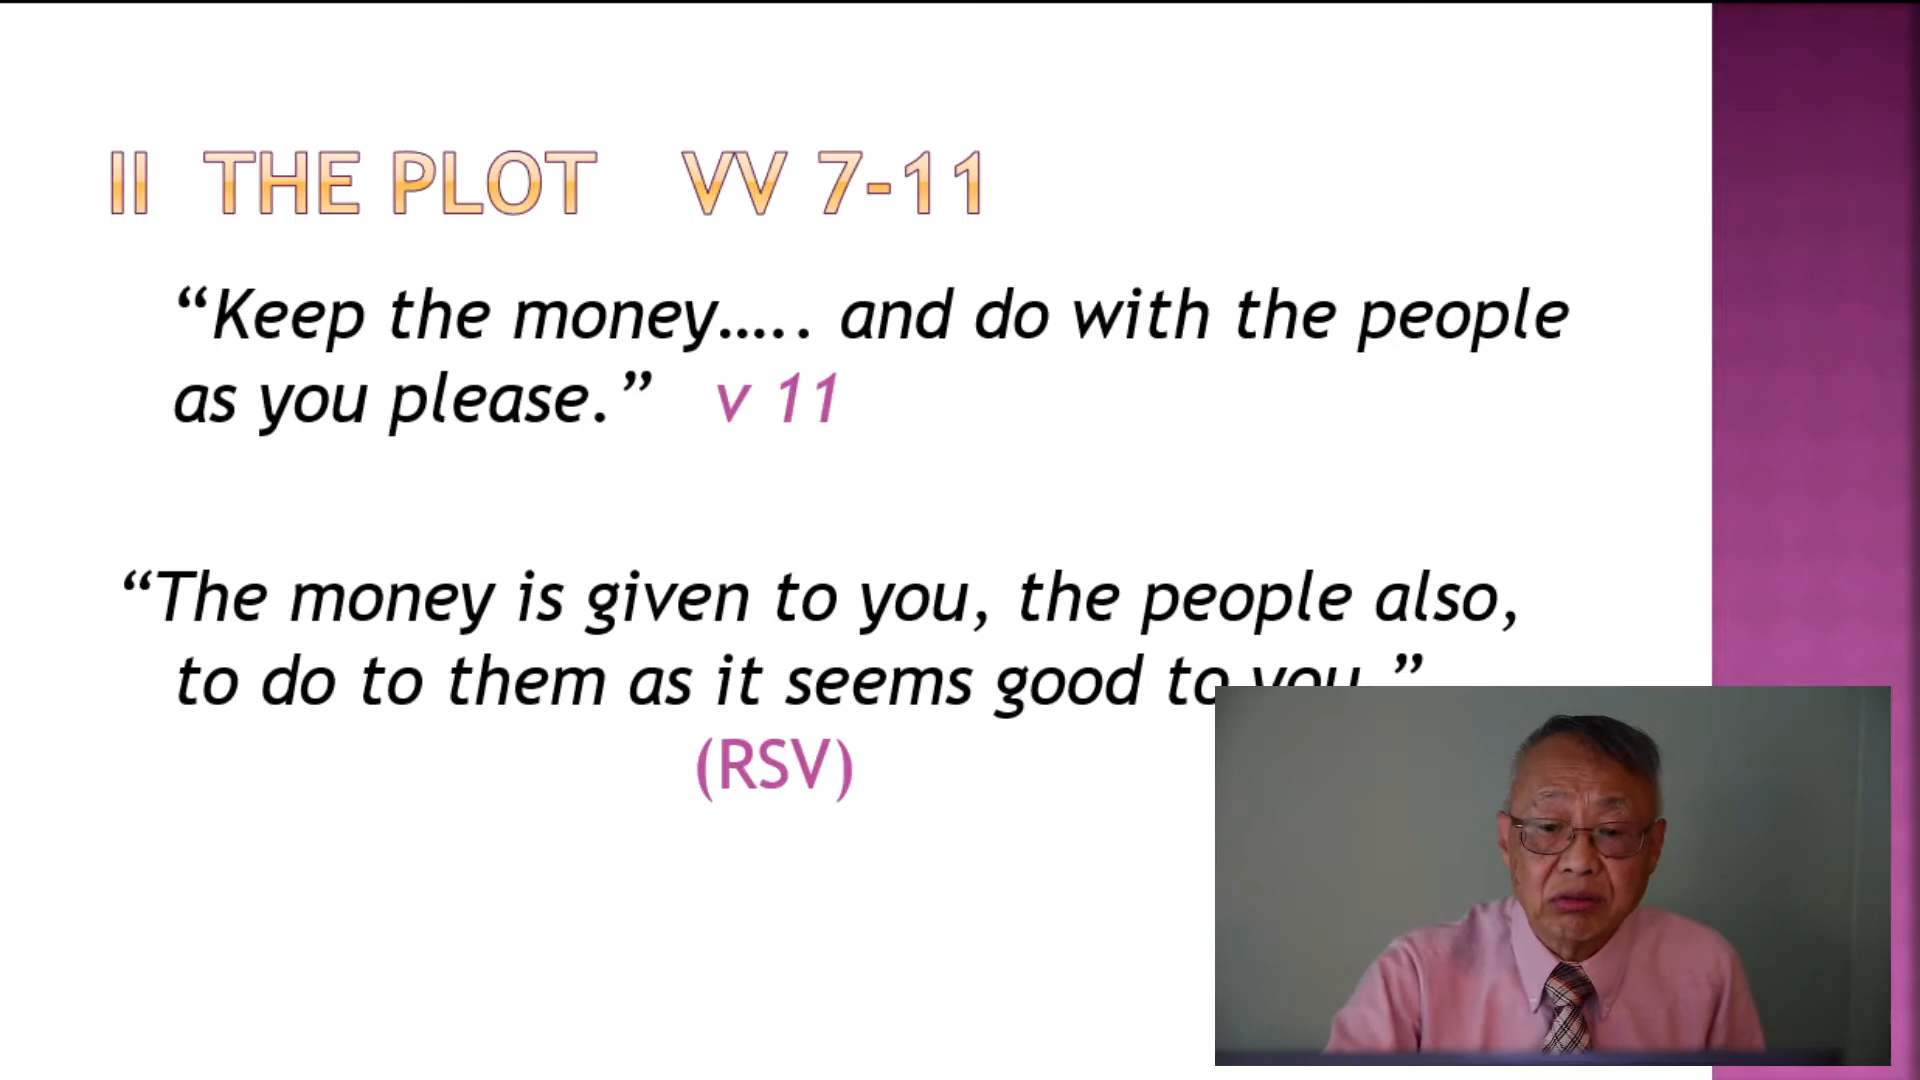 II THE PLOT VV 7-11
“Keep the money….. and do with the people
as you please.” v 11
“The money is given to you, the people also,
to do to them as it seems good to you.”
(RSV)